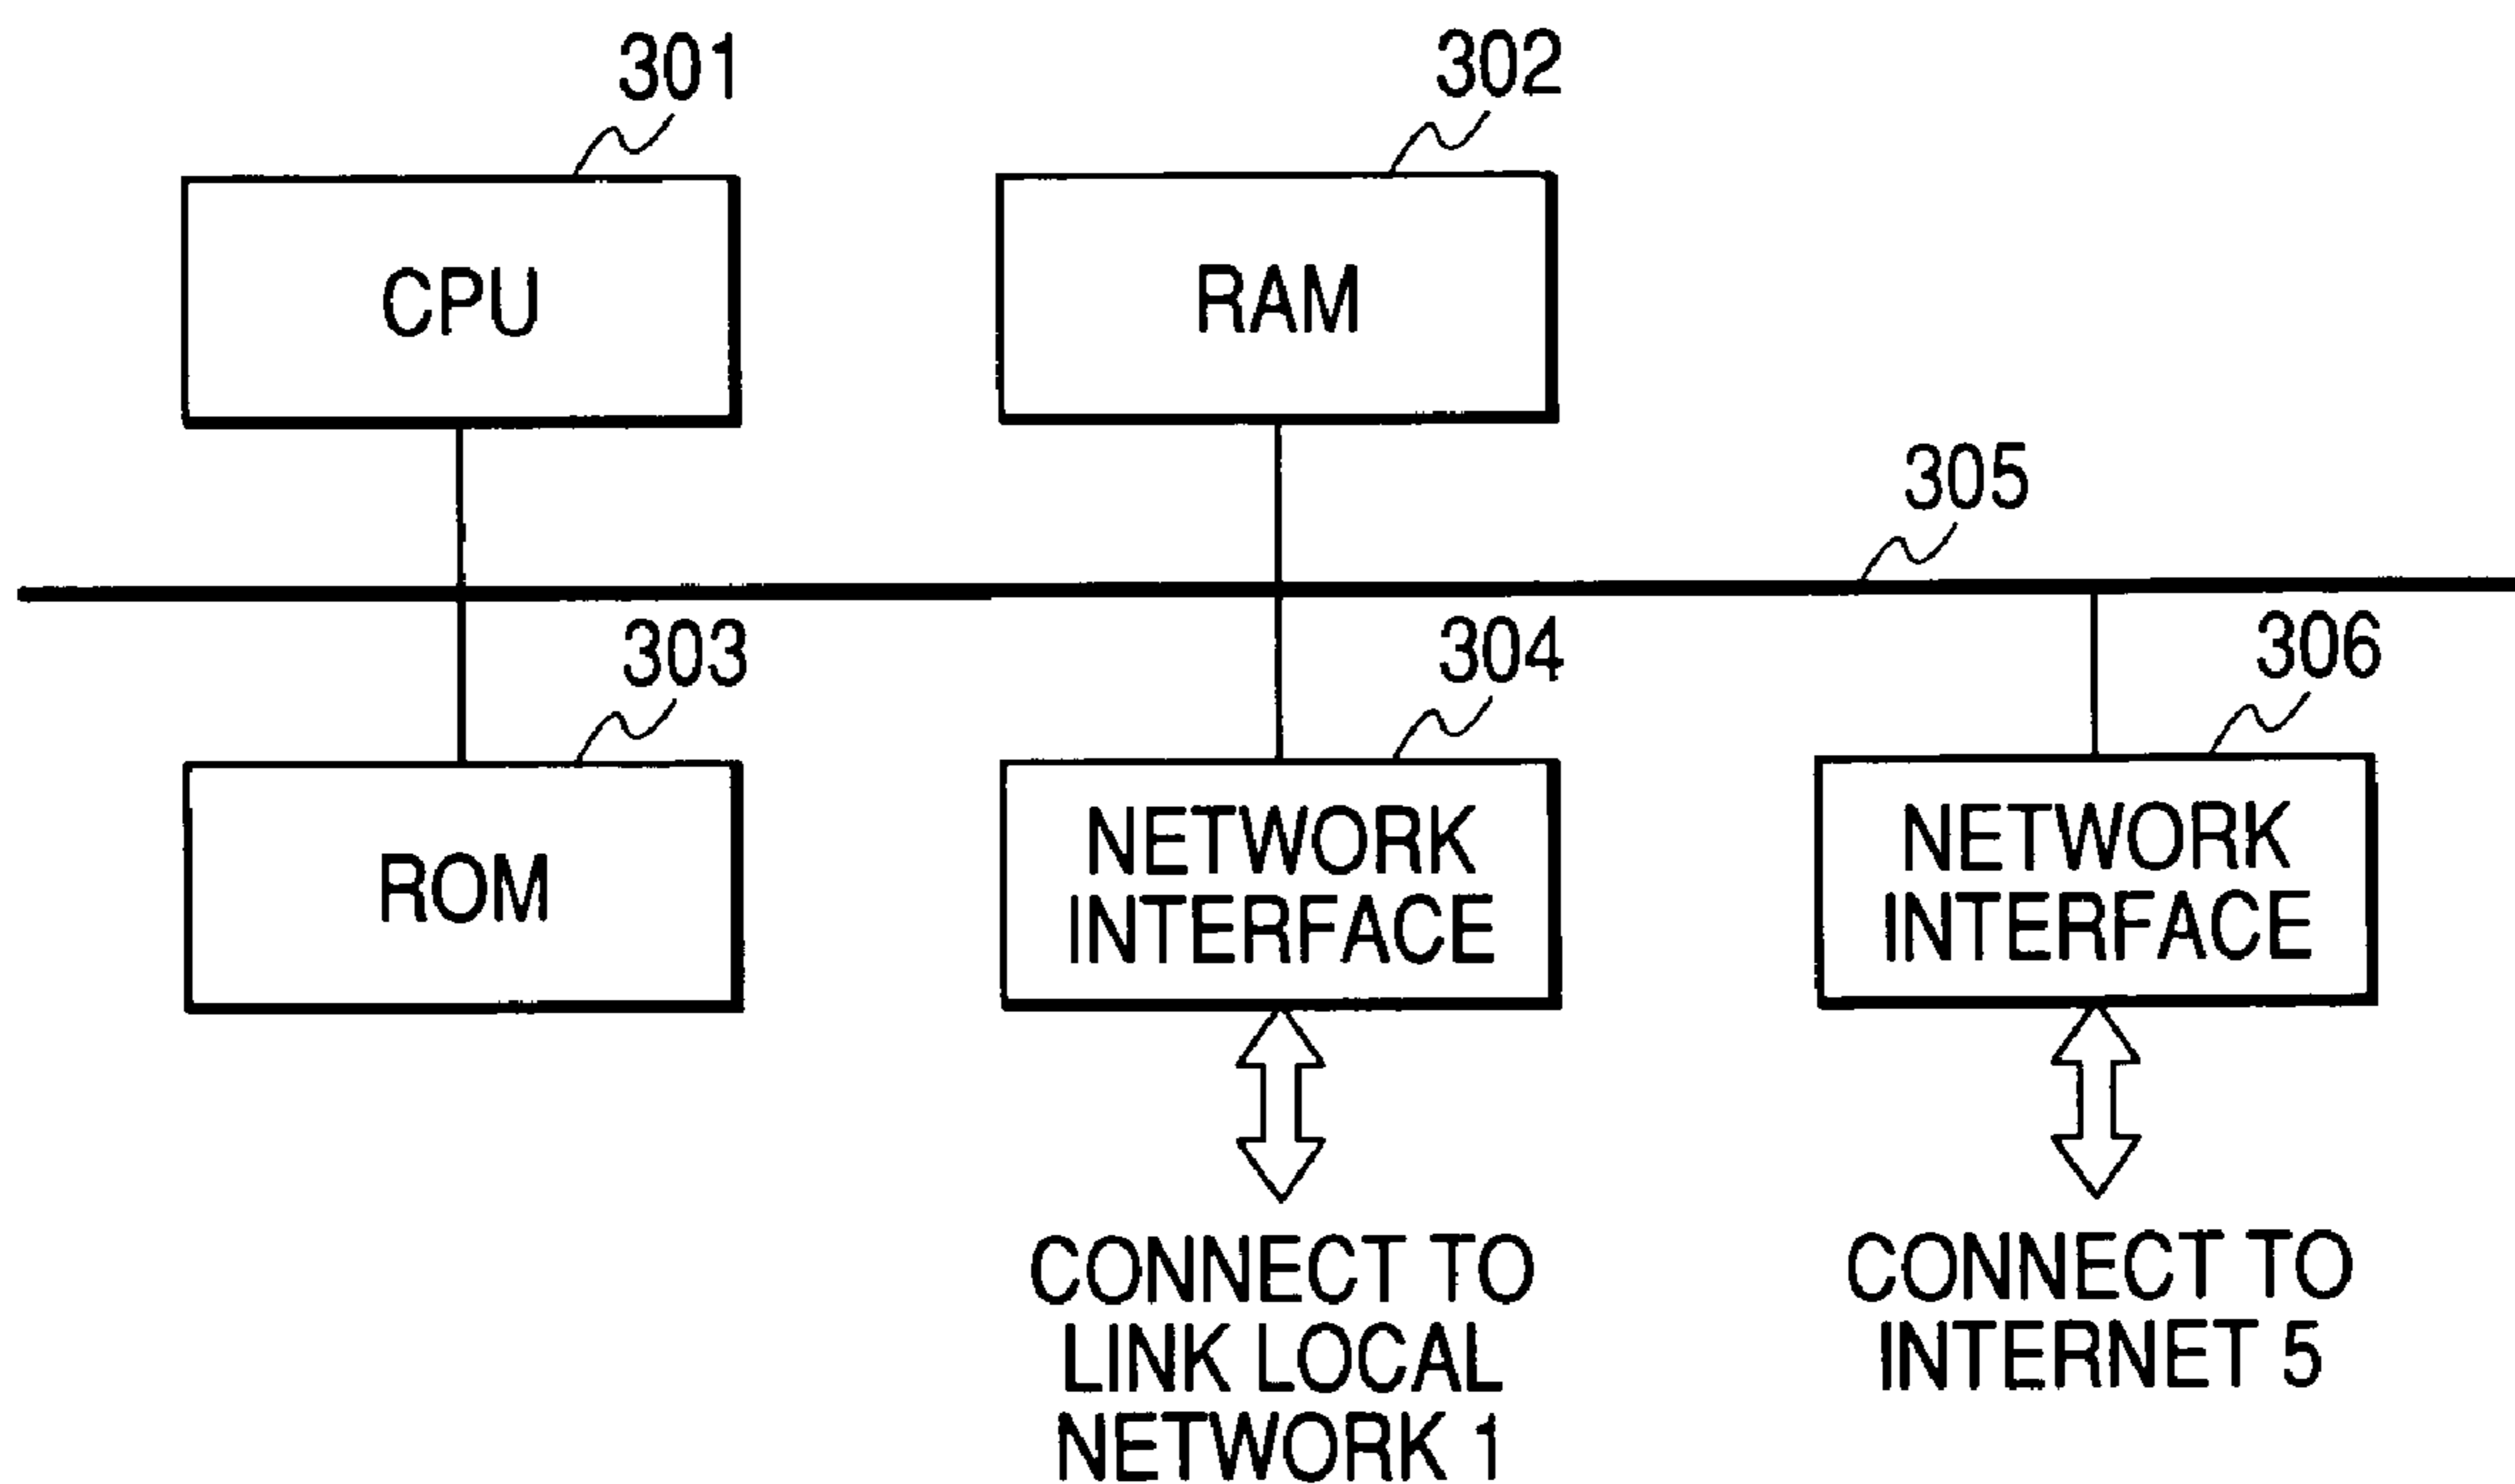 301
302
CPU
RAM
305
303
304
306
ROM
NETWORK
INTERFACE
NETWORK
INTERFACE
CONNECT TO
LINK LOCAL
NETWORK 1
CONNECT TO
INTERNET 5